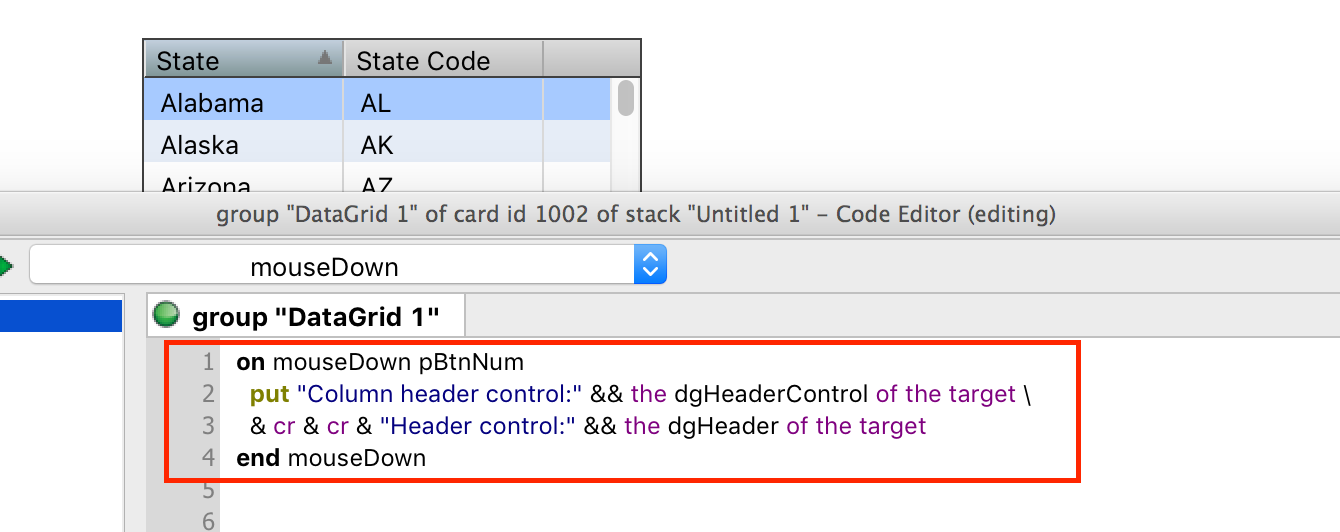 State State Code
Alabama AL
Alaska AK
Arizona AZ
group "DataGrid 1" of card id 1002 of stack "Untitled 1" – Code Editor (editing)
mouseDown
group "DataGrid 1"
1 on mouseDown pBtnNum
2 put "Column header control:" && the dgHeaderControl of the target \
3 & cr & cr & "Header control:" && the dgHeader of the target
4 end mouseDown
5
6